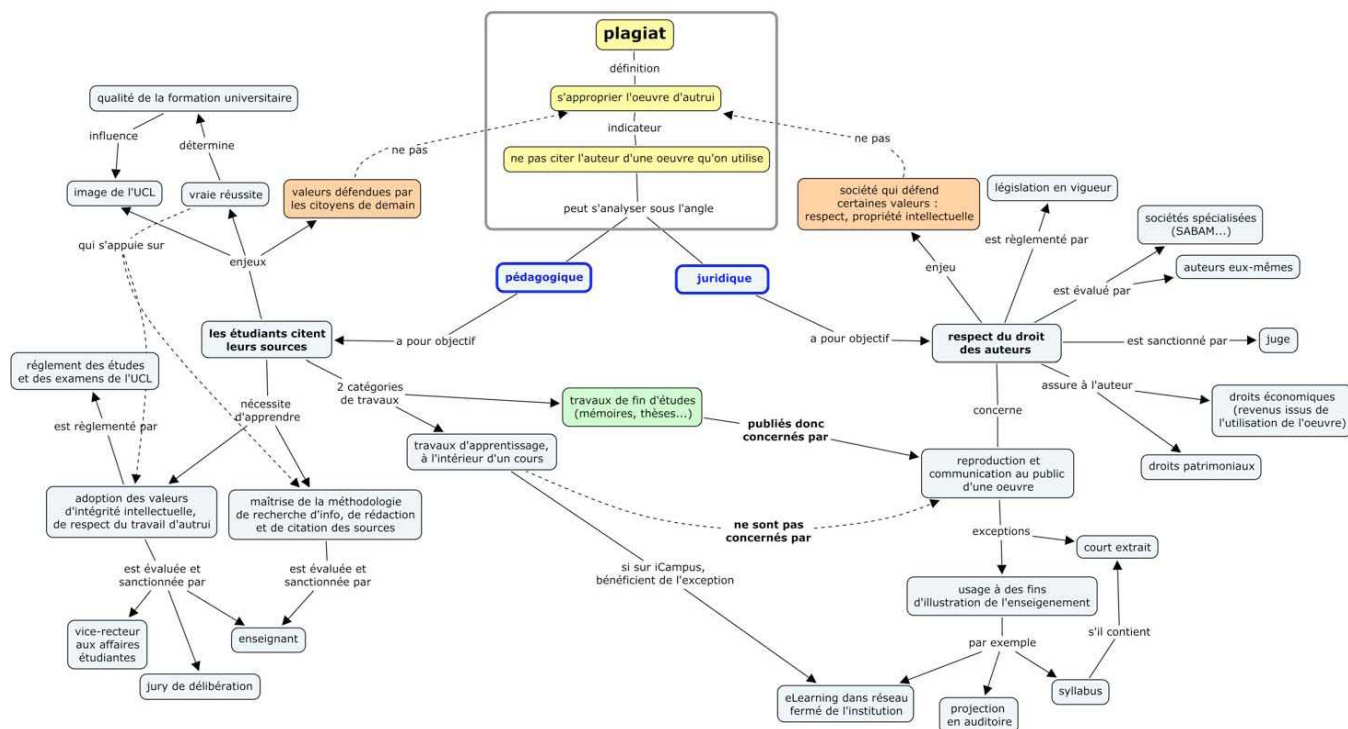 plagiat
définition
s'approprier l'oeuvre d'autrui
indicateur
ne pas citer l'auteur d'une oeuvre qu'on utilise
peut s'analyser sous l'angle
qualité de la formation universitaire
influence
détermine
image de l'UCL
vraie réussite
valeurs défendues par
les citoyens de demain
ne pas
ne pas
société qui défend
certaines valeurs :
respect, propriété intellectuelle
législation en vigueur
sociétés spécialisées
(SABAM...)
auteurs eux-mêmes
est règlementé par
est évalué par
qui s'appuie sur
enjeux
enjeu
pédagogique
juridique
les étudiants citent
leurs sources
a pour objectif
a pour objectif
respect du droit
des auteurs
est sanctionné par
juge
réglement des études
et des examens de l'UCL
est règlementé par
nécessite
d'apprendre
2 catégories
de travaux
travaux de fin d'études
(mémoires, thèses...)
publiés donc
concernés par
concerne
assure à l'auteur
droits économiques
(revenus issus de
l'utilisation de l'oeuvre)
droits patrimoniaux
travaux d'apprentissage,
à l'intérieur d'un cours
reproduction et
communication au public
d'une oeuvre
adoption des valeurs
d'intégrité intellectuelle,
de respect du travail d'autrui
maîtrise de la méthodologie
de recherche d'info, de rédaction
et de citation des sources
ne sont pas
concernés par
exceptions
court extrait
est évaluée et
sanctionnée par
est évaluée et
sanctionnée par
si sur iCampus,
bénéficient de l'exception
usage à des fins
d'illustration de l'enseigenement
vice-recteur
aux affaires
étudiantes
enseignant
jury de délibération
par exemple
s'il contient
eLearning dans réseau
fermé de l'institution
projection
en auditoire
syllabus